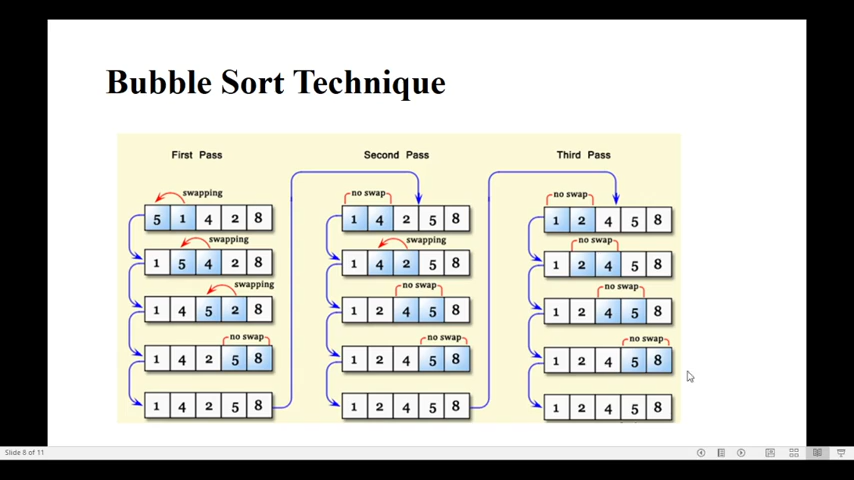 Bubble Sort Technique
First Pass
swapping
5 1 4 2 8
swapping
1 5 4 2 8
swapping
1 4 5 2 8
no swap
1 4 2 5 8
1 4 2 5 8
Second Pass
no swap
1 4 2 5 8
swapping
1 4 2 5 8
no swap
1 2 4 5 8
no swap
1 2 4 5 8
1 2 4 5 8
Third Pass
no swap
1 2 4 5 8
no swap
1 2 4 5 8
no swap
1 2 4 5 8
no swap
1 2 4 5 8
1 2 4 5 8
Slide 8 of 11